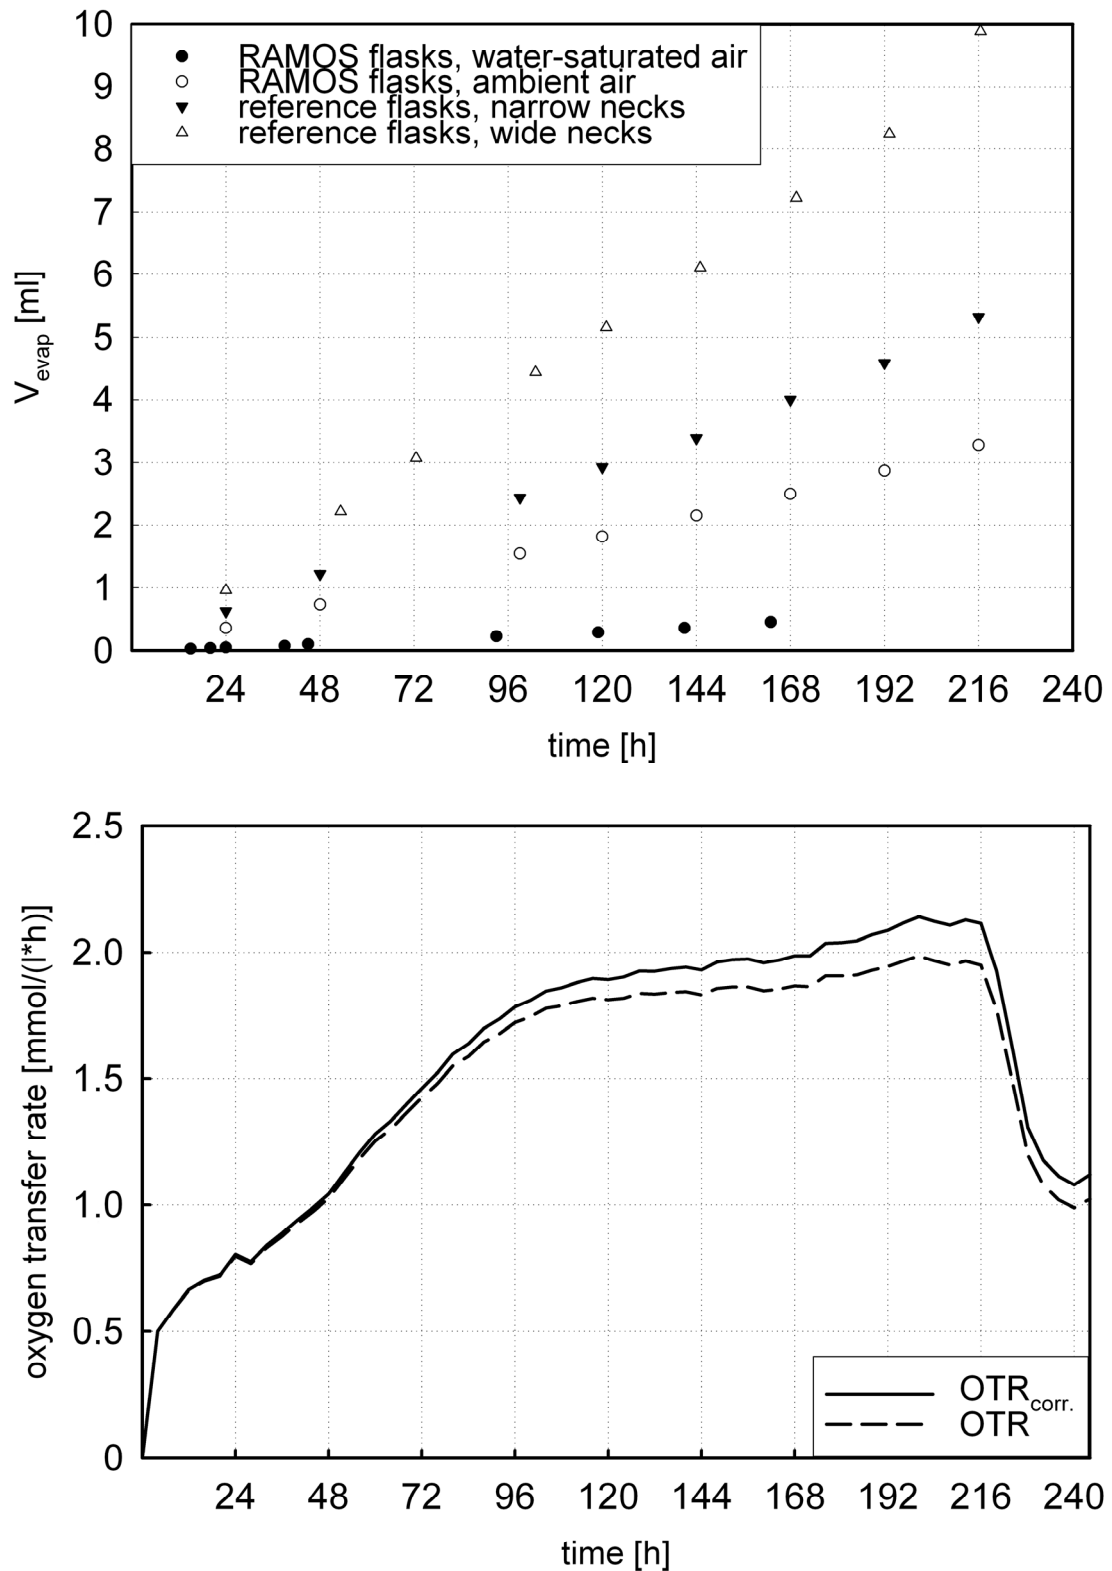 10
9
8
7
6
5
4
3
2
1
0
V_evap [ml]
RAMOS flasks, water-saturated air
RAMOS flasks, ambient air
reference flasks, narrow necks
reference flasks, wide necks
24 48 72 96 120 144 168 192 216 240
time [h]
2.5
2.0
1.5
1.0
0.5
0
oxygen transfer rate [mmol/(l*h)]
OTR_corr.
OTR
24 48 72 96 120 144 168 192 216 240
time [h]